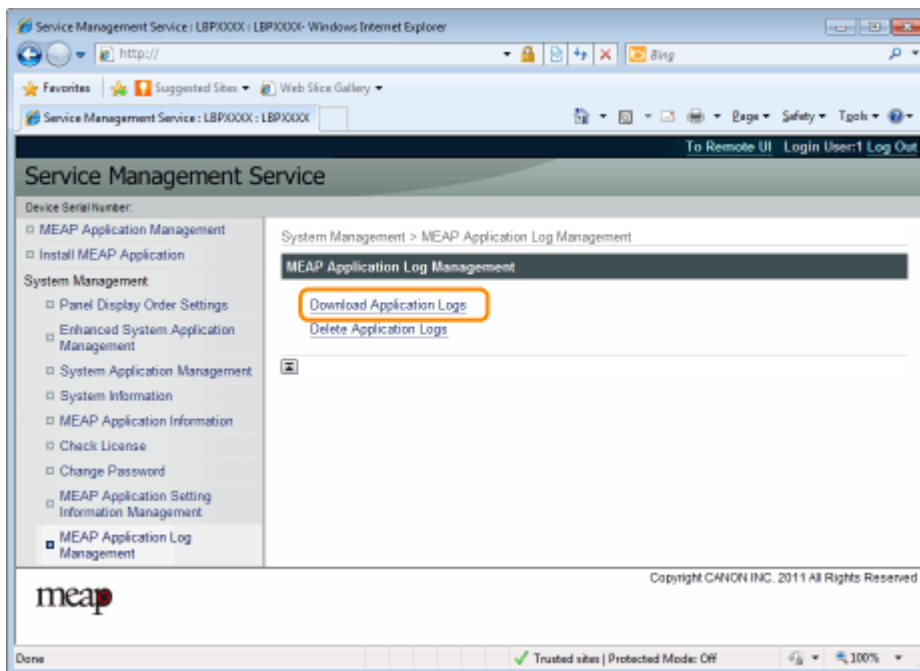 Service Management Service : LBPXXXX : LBPXXXX- Windows Internet Explorer
http://
Bing
Favorites
Suggested Sites
Web Slice Gallery
Service Management Service : LBPXXXX : LBPXXXX
Page
Safety
Tools
To Remote UI Login User:1 Log Out
Service Management Service
Device Serial Number:
MEAP Application Management
Install MEAP Application
System Management
Panel Display Order Settings
Enhanced System Application
Management
System Application Management
System Information
MEAP Application Information
Check License
Change Password
MEAP Application Setting
Information Management
MEAP Application Log
Management
System Management > MEAP Application Log Management
MEAP Application Log Management
Download Application Logs
Delete Application Logs
Copyright CANON INC. 2011 All Rights Reserved
meap
Done
Trusted sites | Protected Mode: Off
100%